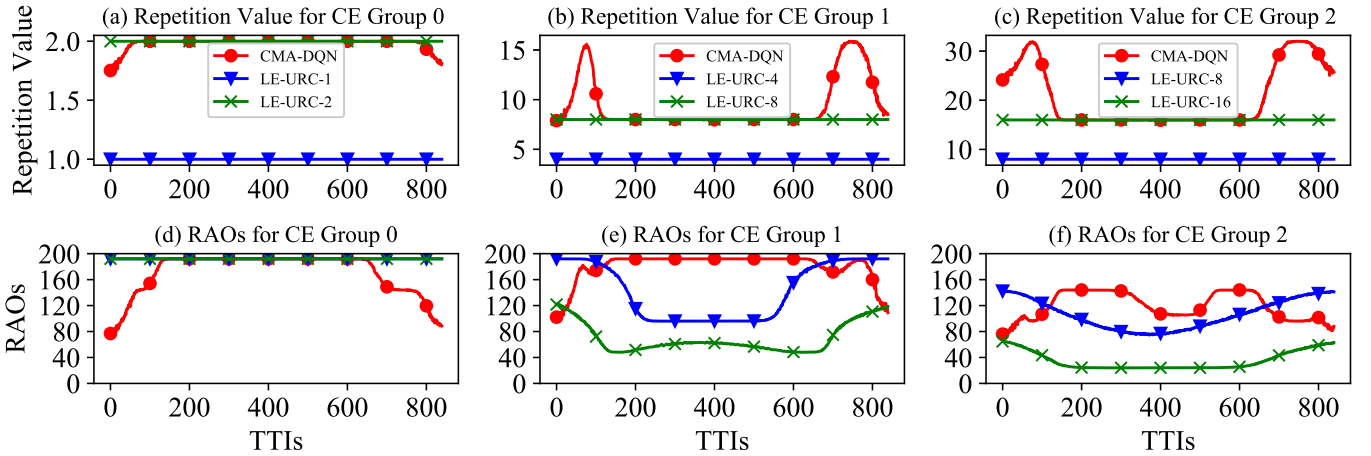 (a) Repetition Value for CE Group 0
(b) Repetition Value for CE Group 1
(c) Repetition Value for CE Group 2
Repetition Value
2.0
1.5
1.0
CMA-DQN
LE-URC-1
LE-URC-2
0 200 400 600 800
15
10
5
CMA-DQN
LE-URC-4
LE-URC-8
0 200 400 600 800
30
20
10
CMA-DQN
LE-URC-8
LE-URC-16
0 200 400 600 800
(d) RAOs for CE Group 0
(e) RAOs for CE Group 1
(f) RAOs for CE Group 2
RAOs
200
160
120
80
40
0
0 200 400 600 800
TTIs
200
160
120
80
40
0
0 200 400 600 800
TTIs
200
160
120
80
40
0
0 200 400 600 800
TTIs